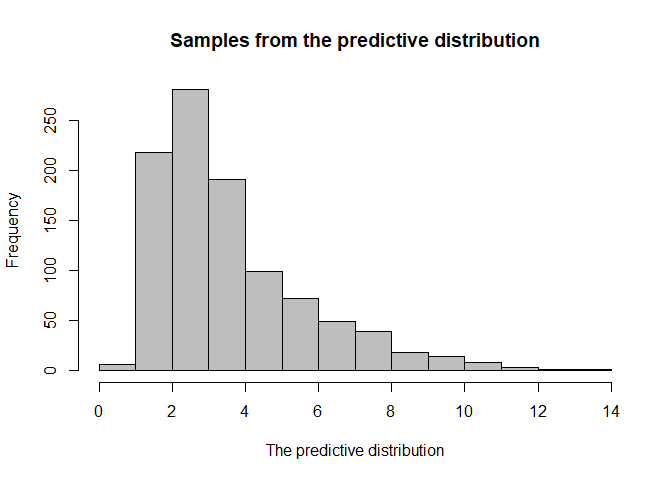 Samples from the predictive distribution
Frequency
250
200
150
100
50
0
0 2 4 6 8 10 12 14
The predictive distribution